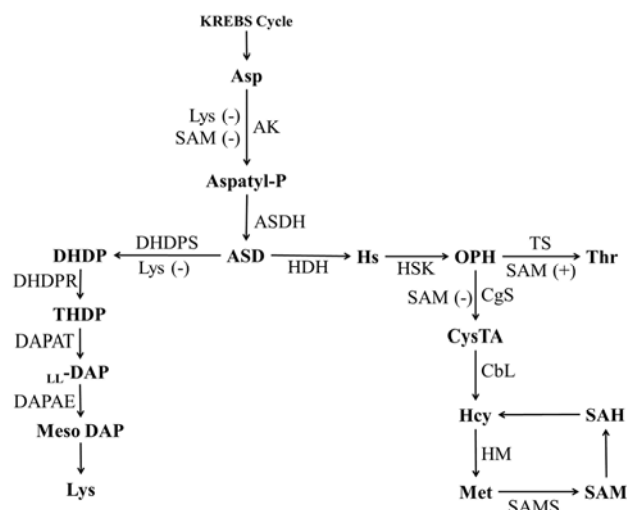 KREBS Cycle
Asp
Lys (-)
SAM (-)
AK
Aspatyl-P
ASDH
DHDP
DHDPS
Lys (-)
ASD
HDH
Hs
HSK
OPH
TS
SAM (+)
Thr
DHDPR
SAM (-)
CgS
THDP
CysTA
DAPAT
CbL
LL-DAP
DAPAE
Hcy
SAH
Meso DAP
HM
Lys
Met
SAMS
SAM